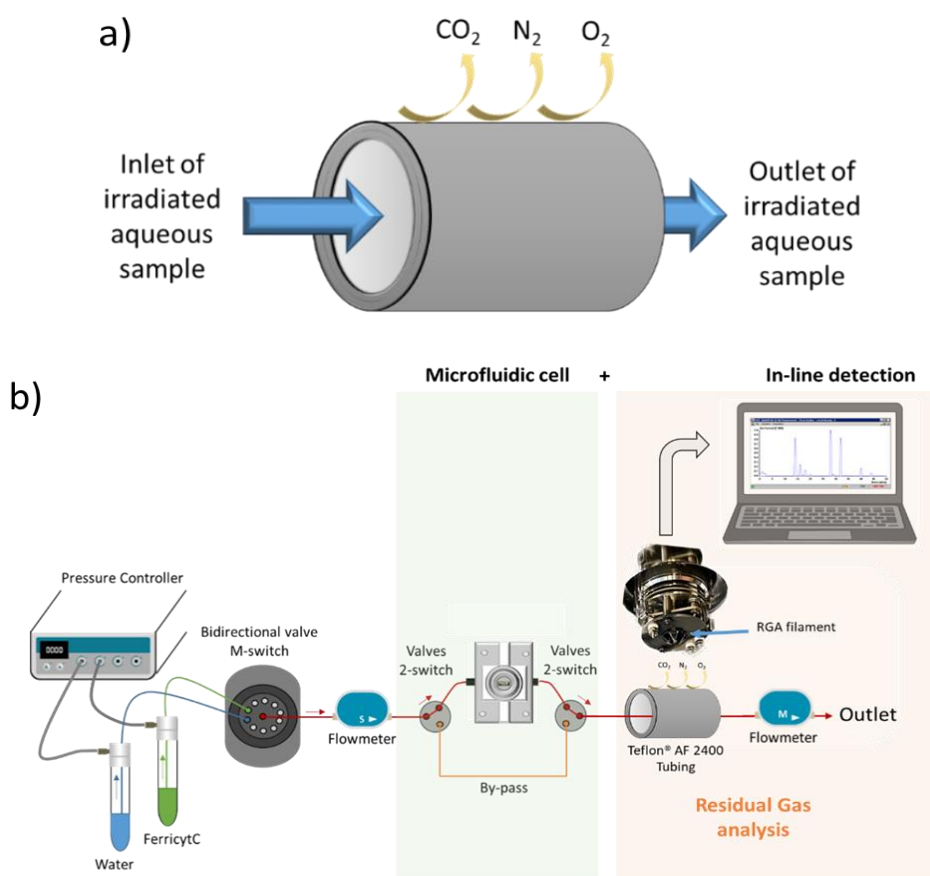 a)
CO2 N2 O2
Inlet of
irradiated
aqueous
sample
Outlet of
irradiated
aqueous
sample
b)
Microfluidic cell + In-line detection
Pressure Controller
Bidirectional valve
M-switch
Flowmeter
S
Valves
2-switch
Valves
2-switch
By-pass
RGA filament
CO2 N2 O2
Teflon® AF 2400
Tubing
M
Flowmeter
Outlet
Residual Gas
analysis
FerricytC
Water